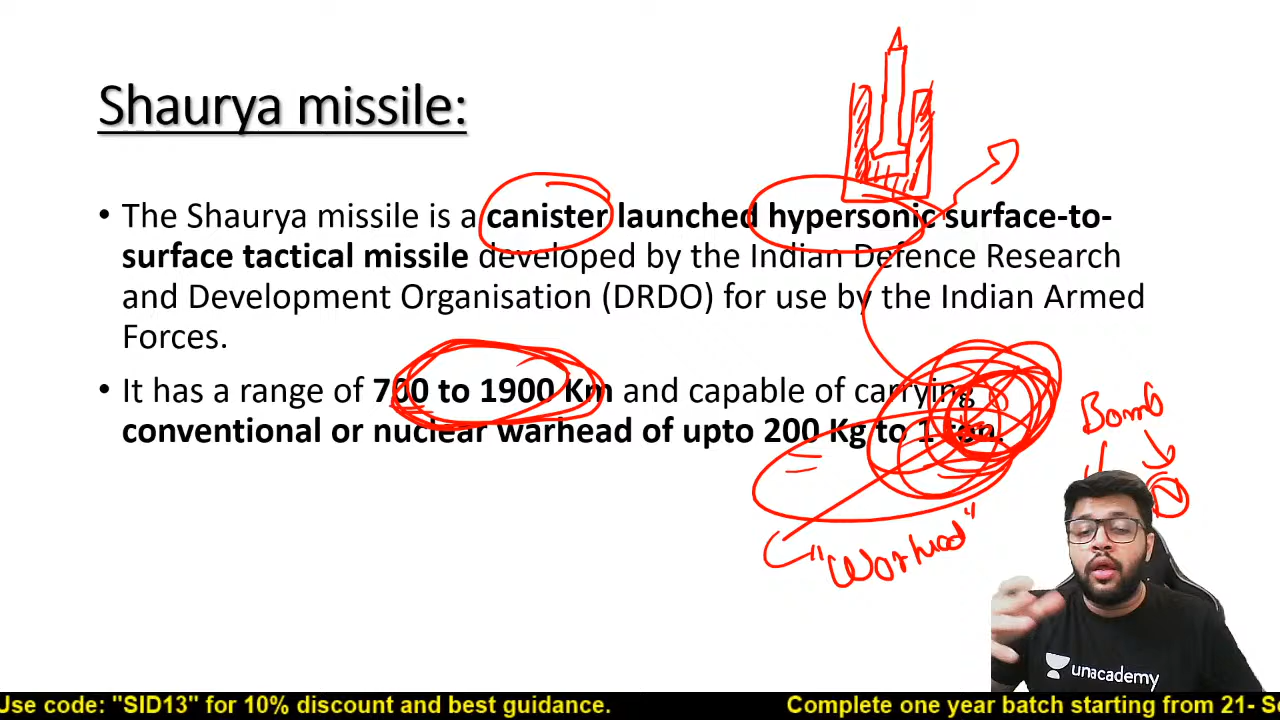 Shaurya missile:
• The Shaurya missile is a canister launched hypersonic surface-to-
surface tactical missile developed by the Indian Defence Research
and Development Organisation (DRDO) for use by the Indian Armed
Forces.
• It has a range of 700 to 1900 Km and capable of carrying
conventional or nuclear warhead of upto 200 Kg to 1 ton.
Bomb
N
"Warhead"
unacademy
Use code: "SID13" for 10% discount and best guidance.
Complete one year batch starting from 21- S